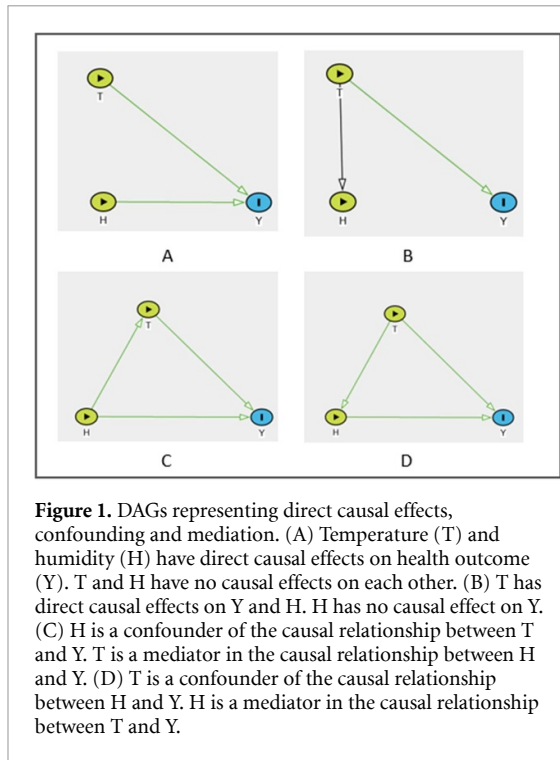 T
H
Y
A
T
H
Y
B
T
H
Y
C
T
H
Y
D
Figure 1. DAGs representing direct causal effects,
confounding and mediation. (A) Temperature (T) and
humidity (H) have direct causal effects on health outcome
(Y). T and H have no causal effects on each other. (B) T has
direct causal effects on Y and H. H has no causal effect on Y.
(C) H is a confounder of the causal relationship between T
and Y. T is a mediator in the causal relationship between H
and Y. (D) T is a confounder of the causal relationship
between H and Y. H is a mediator in the causal relationship
between T and Y.